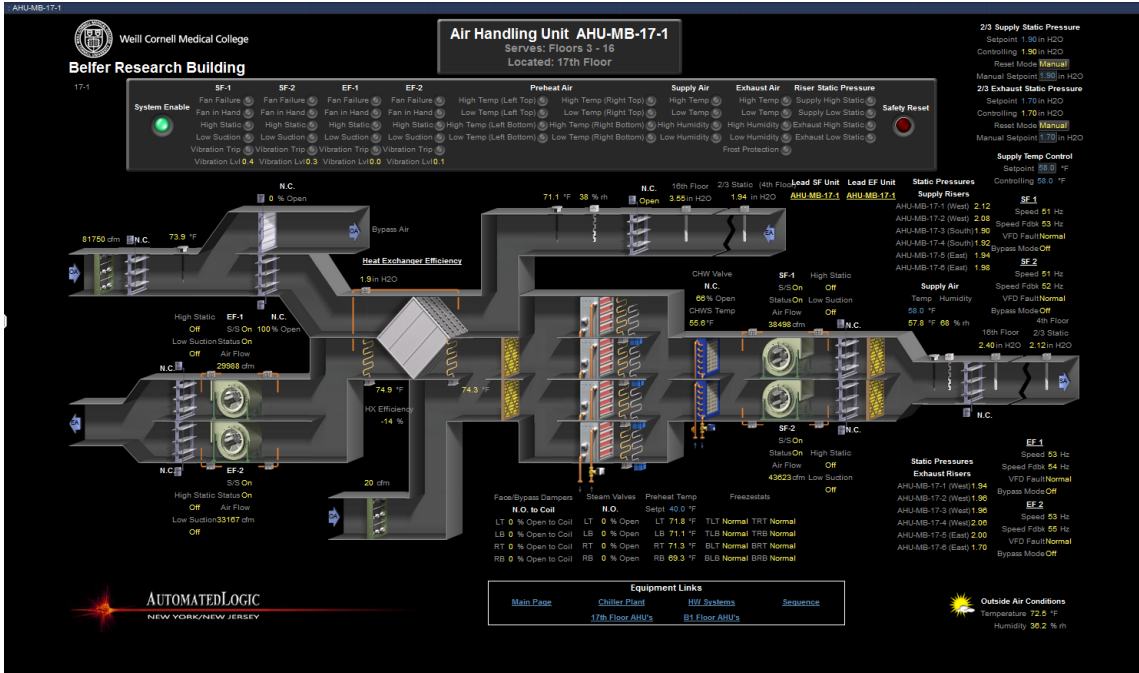 AHU-MB-17-1
Weill Cornell Medical College
Belfer Research Building
17-1
Air Handling Unit AHU-MB-17-1
Serves: Floors 3 - 16
Located: 17th Floor
2/3 Supply Static Pressure
Setpoint 1.90 in H2O
Controlling 1.90 in H2O
Reset Mode Manual
Manual Setpoint 1.90 in H2O
2/3 Exhaust Static Pressure
Setpoint 1.70 in H2O
Controlling 1.70 in H2O
Reset Mode Manual
Manual Setpoint 1.70 in H2O
Supply Temp Control
Setpoint 58.0 °F
Controlling 58.0 °F
System Enable
SF-1 SF-2 EF-1 EF-2 Preheat Air Supply Air Exhaust Air Riser Static Pressure
Fan Failure Fan Failure Fan Failure Fan Failure High Temp (Left Top) High Temp (Right Top) High Temp High Temp Supply High Static
Fan in Hand Fan in Hand Fan in Hand Fan in Hand Low Temp (Left Top) Low Temp (Right Top) Low Temp Low Temp Supply Low Static
High Static High Static High Static High Static High Temp (Left Bottom) High Temp (Right Bottom) High Humidity High Humidity Exhaust High Static
Low Suction Low Suction Low Suction Low Suction Low Temp (Left Bottom) Low Temp (Right Bottom) Low Humidity Low Humidity Exhaust Low Static
Vibration Trip Vibration Trip Vibration Trip Vibration Trip Frost Protection
Vibration Lvl 0.4 Vibration Lvl 0.3 Vibration Lvl 0.0 Vibration Lvl 0.1
Safety Reset
N.C.
0 % Open
OA
Bypass Air
81750 cfm N.C. 73.9 °F
OA
Heat Exchanger Efficiency
1.9 in H2O
71.1 °F 38 % rh
N.C.
Open
16th Floor
3.55 in H2O
2/3 Static (4th Floor)
1.94 in H2O
EA
Lead SF Unit Lead EF Unit
AHU-MB-17-1 AHU-MB-17-1
Static Pressures
Supply Risers
AHU-MB-17-1 (West) 2.12
AHU-MB-17-2 (West) 2.08
AHU-MB-17-3 (South) 1.90
AHU-MB-17-4 (South) 1.92
AHU-MB-17-5 (East) 1.94
AHU-MB-17-6 (East) 1.98
SF 1
Speed 51 Hz
Speed Fdbk 53 Hz
VFD Fault Normal
Bypass Mode Off
SF 2
Speed 51 Hz
Speed Fdbk 52 Hz
VFD Fault Normal
Bypass Mode Off
Supply Air
Temp Humidity
58.0 °F
57.8 °F 68 % rh
4th Floor
16th Floor 2/3 Static
2.40 in H2O 2.12 in H2O
SA
N.C.
CHW Valve
N.C.
66 % Open
CHWS Temp
55.6 °F
SF-1 High Static
S/S On Off
Status On Low Suction
Air Flow Off
38498 cfm N.C.
High Static EF-1 N.C.
Off S/S On 100 % Open
Low Suction Status On
Off Air Flow
29988 cfm
N.C.
EA
74.9 °F
74.3 °F
HX Efficiency
-14 %
N.C.
EF-2
S/S On
High Static Status On
Off Air Flow
Low Suction 33167 cfm
Off
20 cfm
N.C.
SF-2
S/S On
Status On High Static
Air Flow Off
43623 cfm Low Suction
Off
Face/Bypass Dampers Steam Valves Preheat Temp Freezestats
N.O. to Coil N.O. Setpt 40.0 °F
LT 0 % Open to Coil LT 0 % Open LT 71.8 °F TLT Normal TRT Normal
LB 0 % Open to Coil LB 0 % Open LB 71.1 °F TLB Normal TRB Normal
RT 0 % Open to Coil RT 0 % Open RT 71.3 °F BLT Normal BRT Normal
RB 0 % Open to Coil RB 0 % Open RB 69.3 °F BLB Normal BRB Normal
Static Pressures
Exhaust Risers
AHU-MB-17-1 (West) 1.94
AHU-MB-17-2 (West) 1.96
AHU-MB-17-3 (West) 1.96
AHU-MB-17-4 (West) 2.06
AHU-MB-17-5 (East) 2.00
AHU-MB-17-6 (East) 1.70
EF 1
Speed 53 Hz
Speed Fdbk 54 Hz
VFD Fault Normal
Bypass Mode Off
EF 2
Speed 53 Hz
Speed Fdbk 55 Hz
VFD Fault Normal
Bypass Mode Off
AUTOMATEDLOGIC
NEW YORK/NEW JERSEY
Equipment Links
Main Page Chiller Plant HW Systems Sequence
17th Floor AHU's B1 Floor AHU's
Outside Air Conditions
Temperature 72.5 °F
Humidity 36.2 % rh